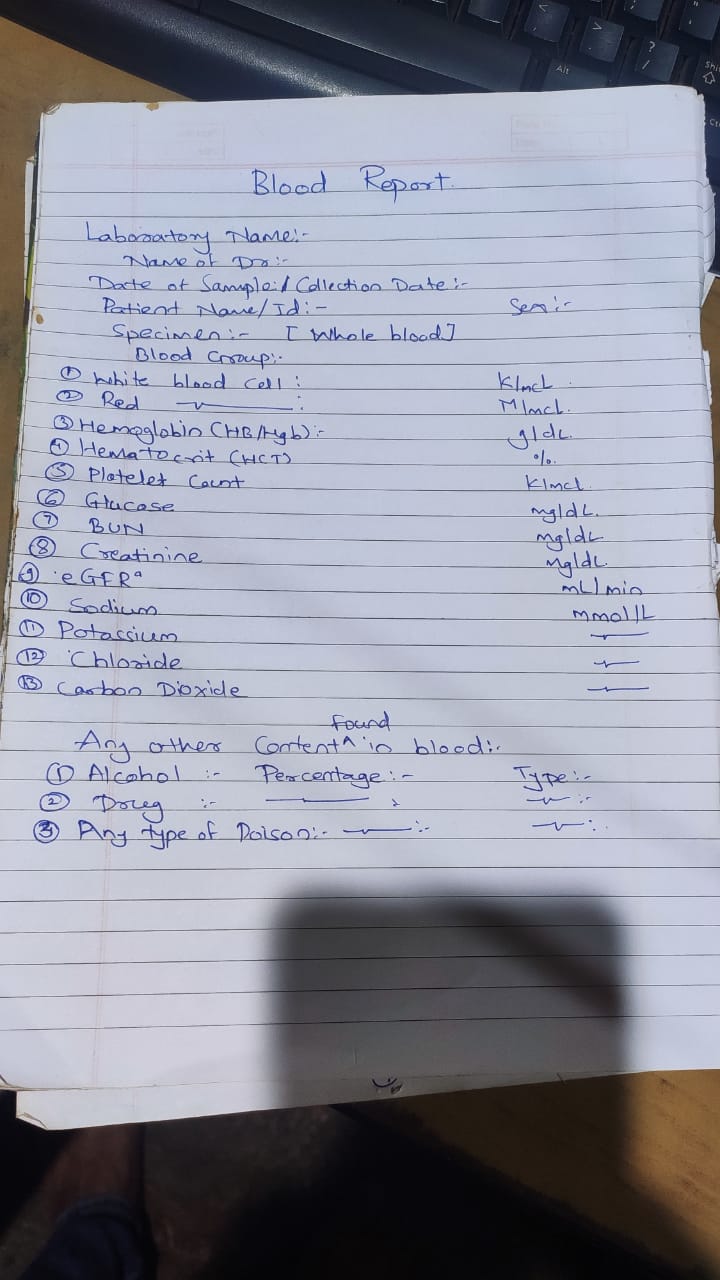 Blood Report.
Laboratory Name:-
Name of Dr:-
Date of Sample:/ Collection Date:-
Patient Name/Id:- Sex:-
Specimen:- [Whole blood]
Blood Group:-
① White blood cell: K/mcL
② Red —〃—: M/mcL
③ Hemoglobin (HB/Hgb):- g/dL
④ Hematocrit (HCT) %.
⑤ Platelet Count K/mcL
⑥ Glucose mg/dL.
⑦ BUN mg/dL
⑧ Creatinine mg/dL
⑨ eGFRª mL/min
⑩ Sodium mmol/L
⑪ Potassium —〃—
⑫ Chloride —〃—
⑬ Carbon Dioxide —〃—
Any others Content ^found in blood:-
① Alcohol :- Percentage:- Type:-
② Drug :- —〃— —〃—:-
③ Any type of Poison:- —〃—:- —〃—:-